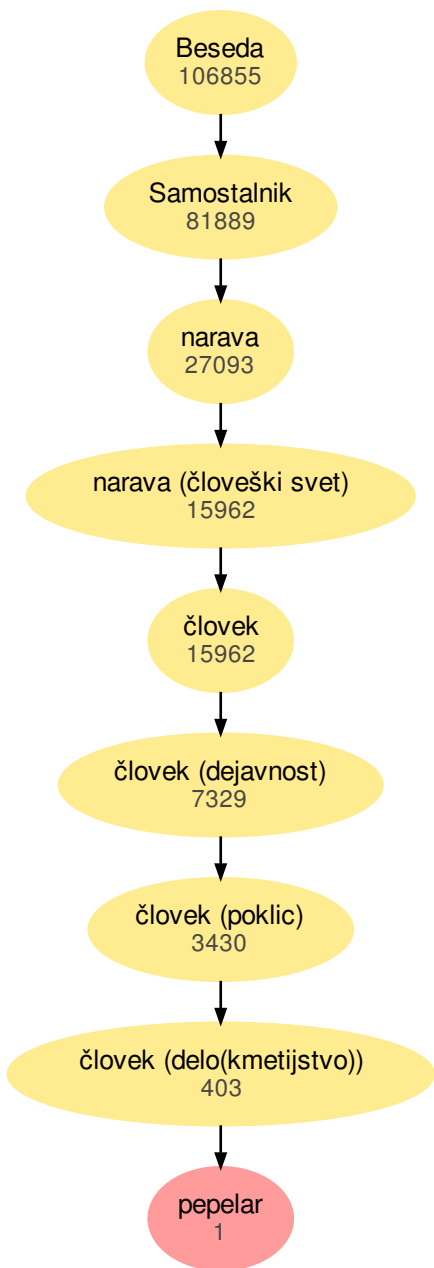 Beseda
106855
Samostalnik
81889
narava
27093
narava (človeški svet)
15962
človek
15962
človek (dejavnost)
7329
človek (poklic)
3430
človek (delo(kmetijstvo))
403
pepelar
1